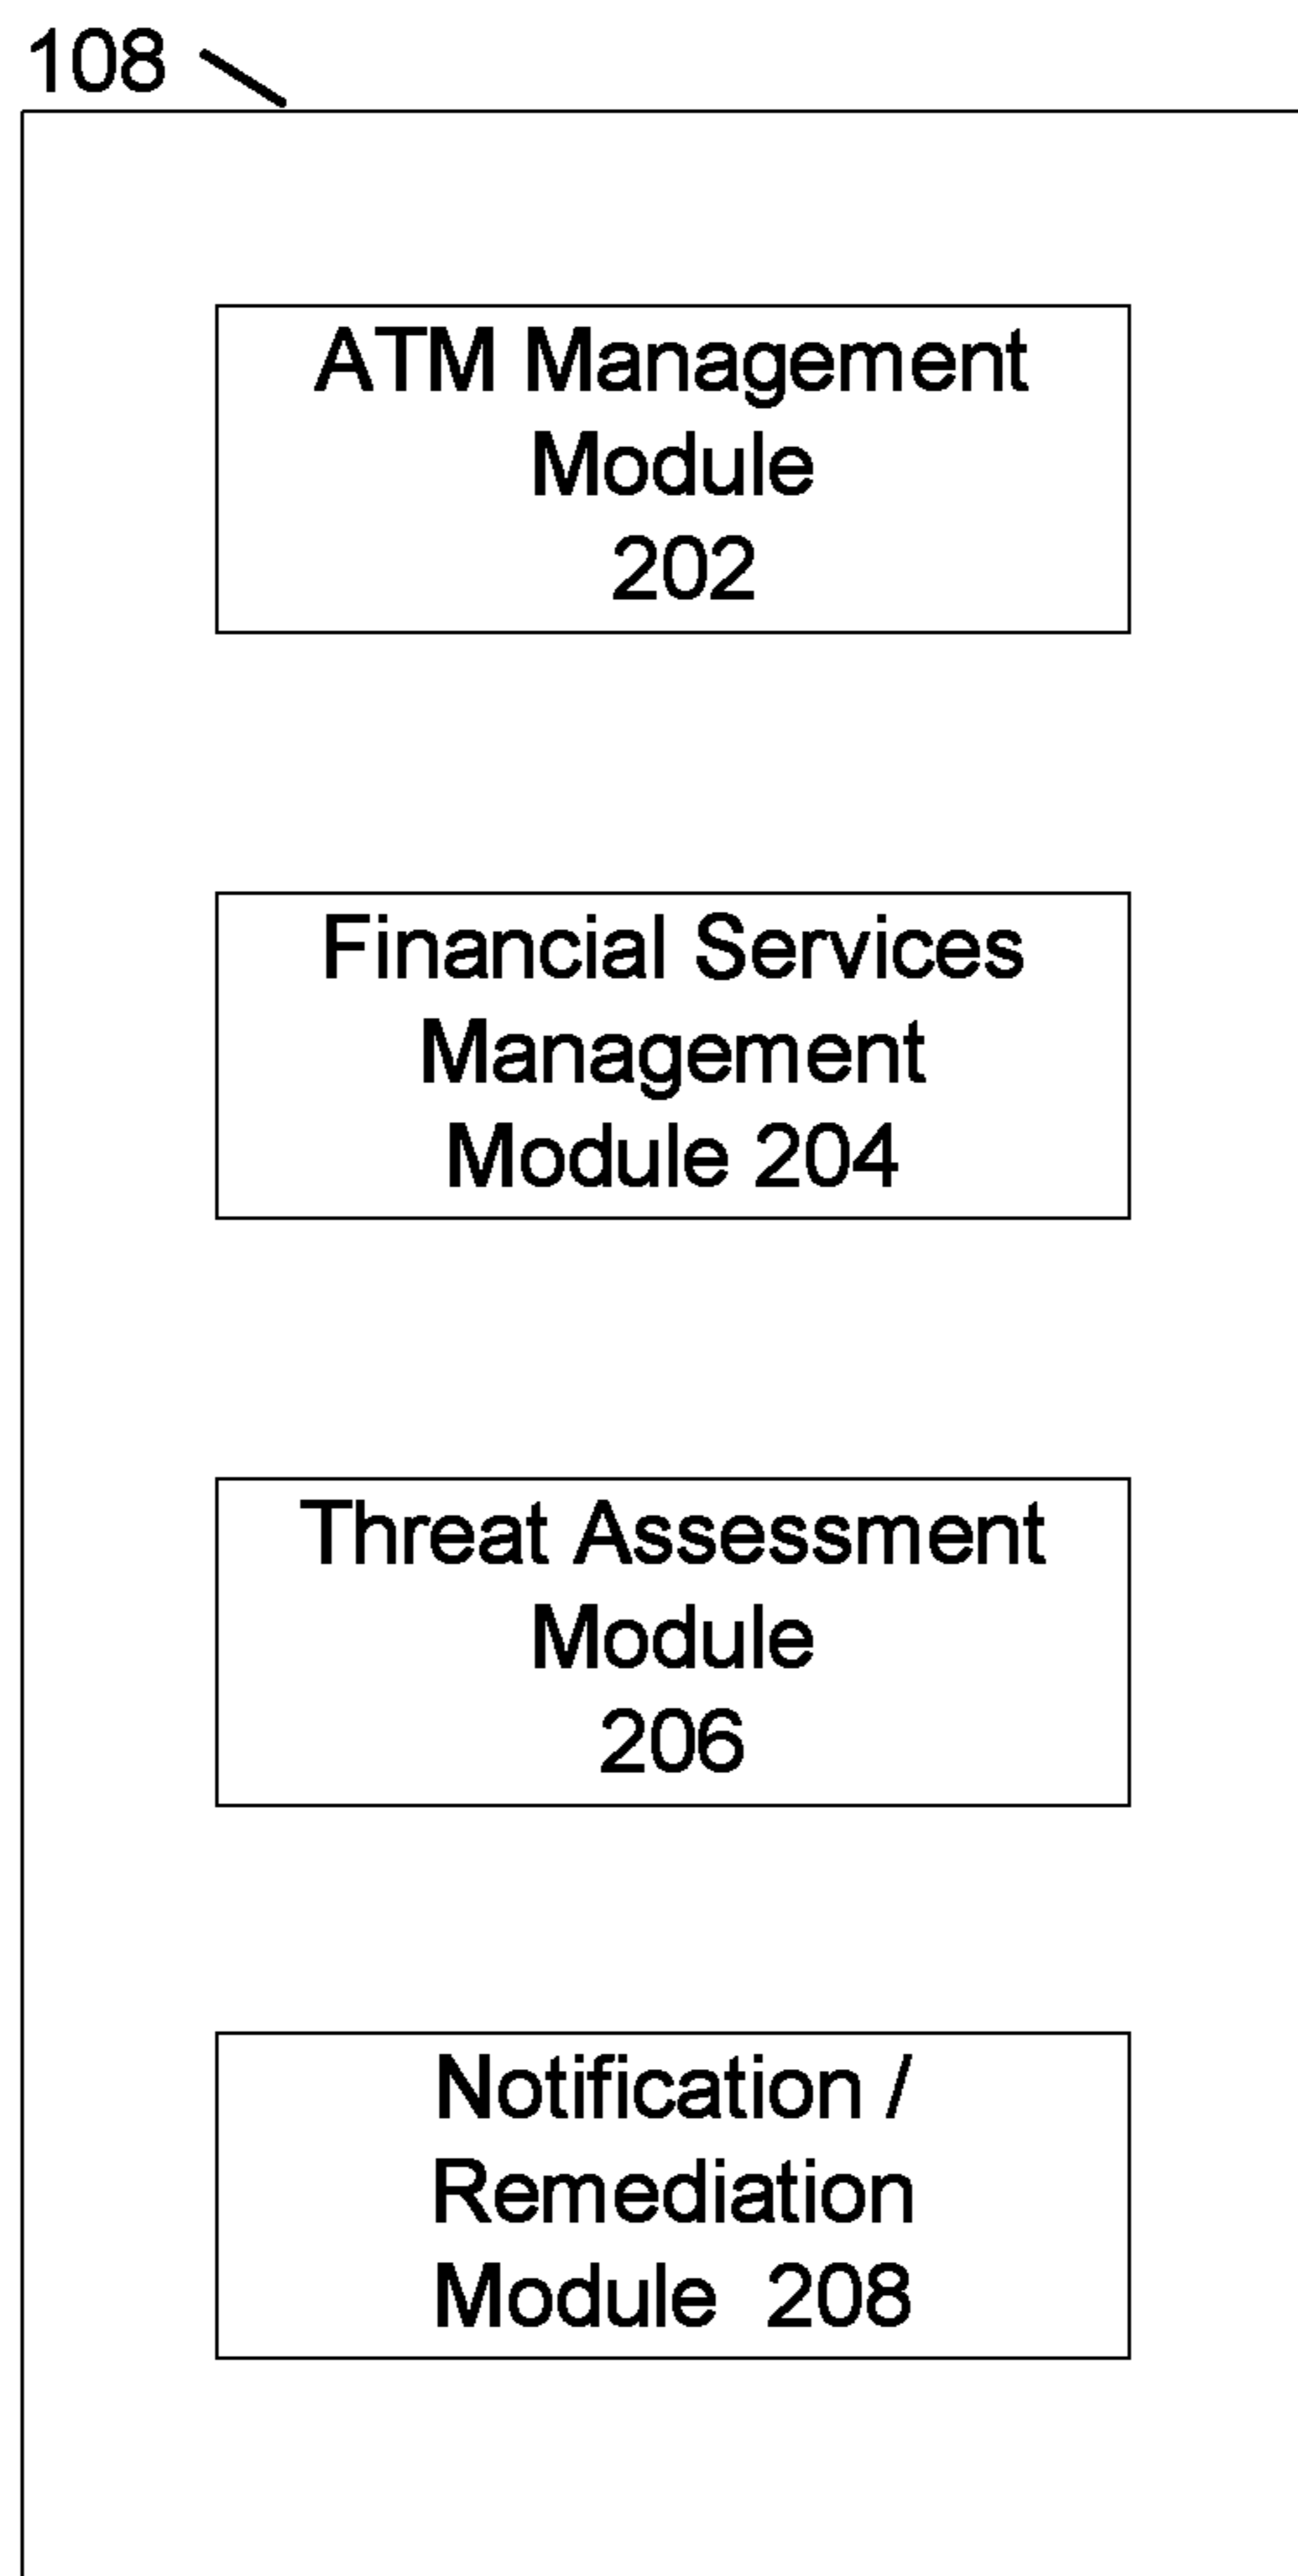 108
ATM Management
Module
202
Financial Services
Management
Module 204
Threat Assessment
Module
206
Notification /
Remediation
Module 208